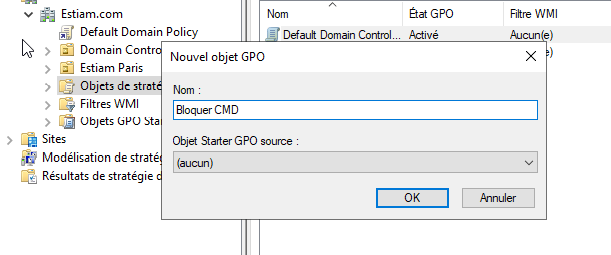 Estiam.com
Default Domain Policy
Domain Contro
Estiam Paris
Objets de straté
Filtres WMI
Objets GPO Star
Sites
Modélisation de straté
Résultats de stratégie d
Nom État GPO Filtre WMI
Default Domain Control... Activé Aucun(e)
(e)
Nouvel objet GPO
Nom :
Bloquer CMD
Objet Starter GPO source :
(aucun)
OK Annuler